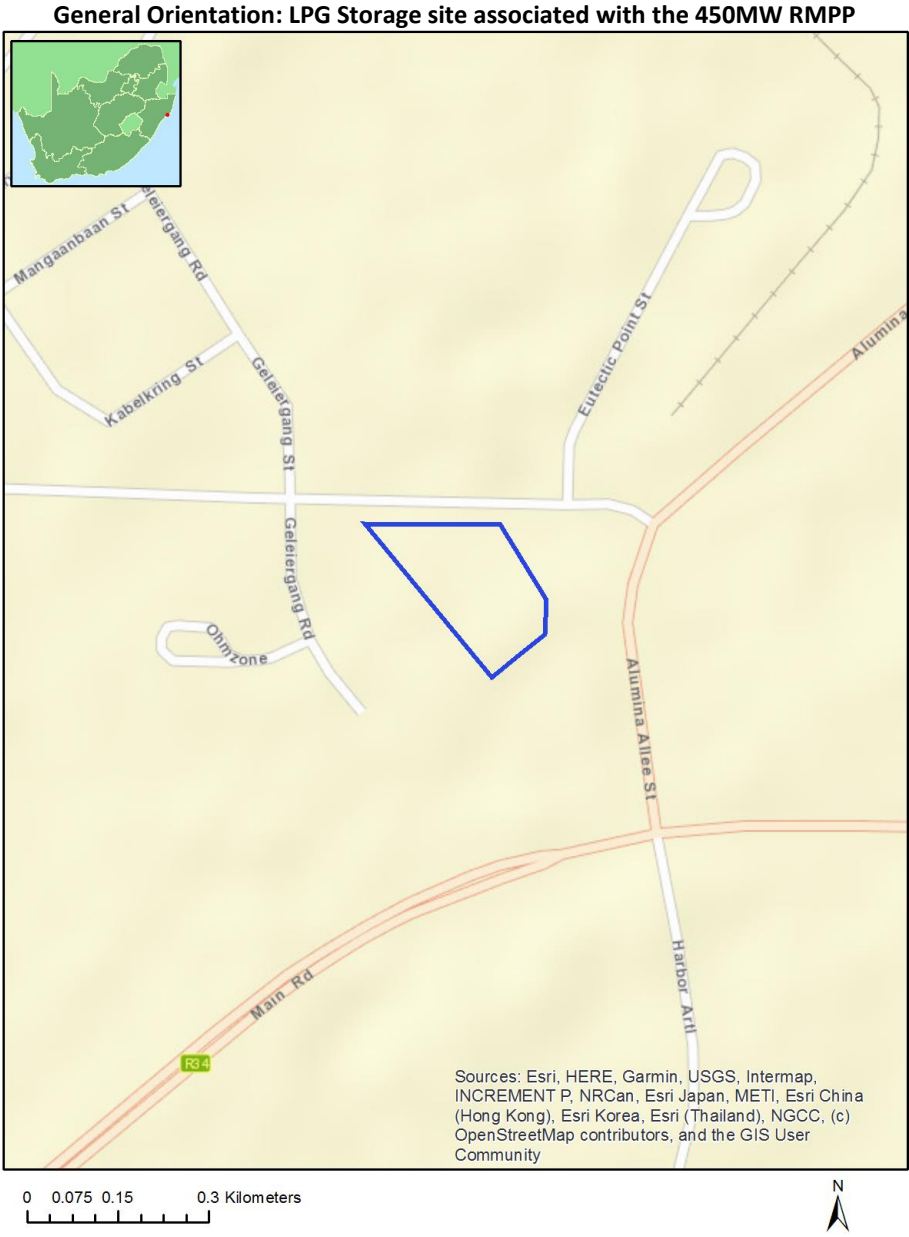 General Orientation: LPG Storage site associated with the 450MW RMPP
Mangaanbaan St
eleiergang Rd
Kabelkring St
Geleiergang St
Eutectic Point St
Alumina
Geleiergang Rd
Ohmzone
Alumina Allee St
Main Rd
R34
Harbor Artl
Sources: Esri, HERE, Garmin, USGS, Intermap,
INCREMENT P, NRCan, Esri Japan, METI, Esri China
(Hong Kong), Esri Korea, Esri (Thailand), NGCC, (c)
OpenStreetMap contributors, and the GIS User
Community
0 0.075 0.15 0.3 Kilometers
N